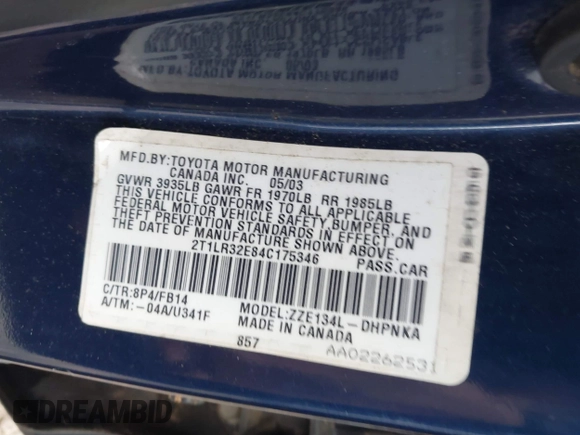 MFD.BY:TOYOTA MOTOR MANUFACTURING
CANADA INC. 05/03
GVWR 3935LB GAWR FR 1970LB RR 1985LB
THIS VEHICLE CONFORMS TO ALL APPLICABLE
FEDERAL MOTOR VEHICLE SAFETY,BUMPER, AND
THEFT PREVENTION STANDARDS IN EFFECT ON
THE DATE OF MANUFACTURE SHOWN ABOVE.
2T1LR32E84C175346 PASS.CAR
C/TR:8P4/FB14 MODEL:ZZE134L-DHPNKA
A/TM:-04A/U341F MADE IN CANADA
857 AA02262531
DREAMBID